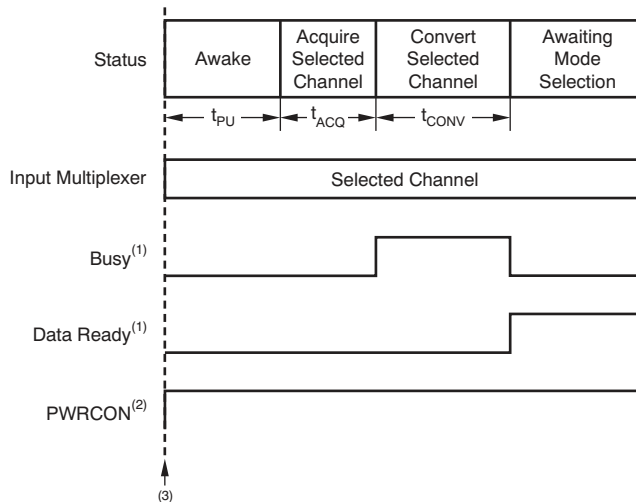 Status
Awake
Acquire
Selected
Channel
Convert
Selected
Channel
Awaiting
Mode
Selection
tPU
tACQ
tCONV
Input Multiplexer
Selected Channel
Busy(1)
Data Ready(1)
PWRCON(2)
(3)